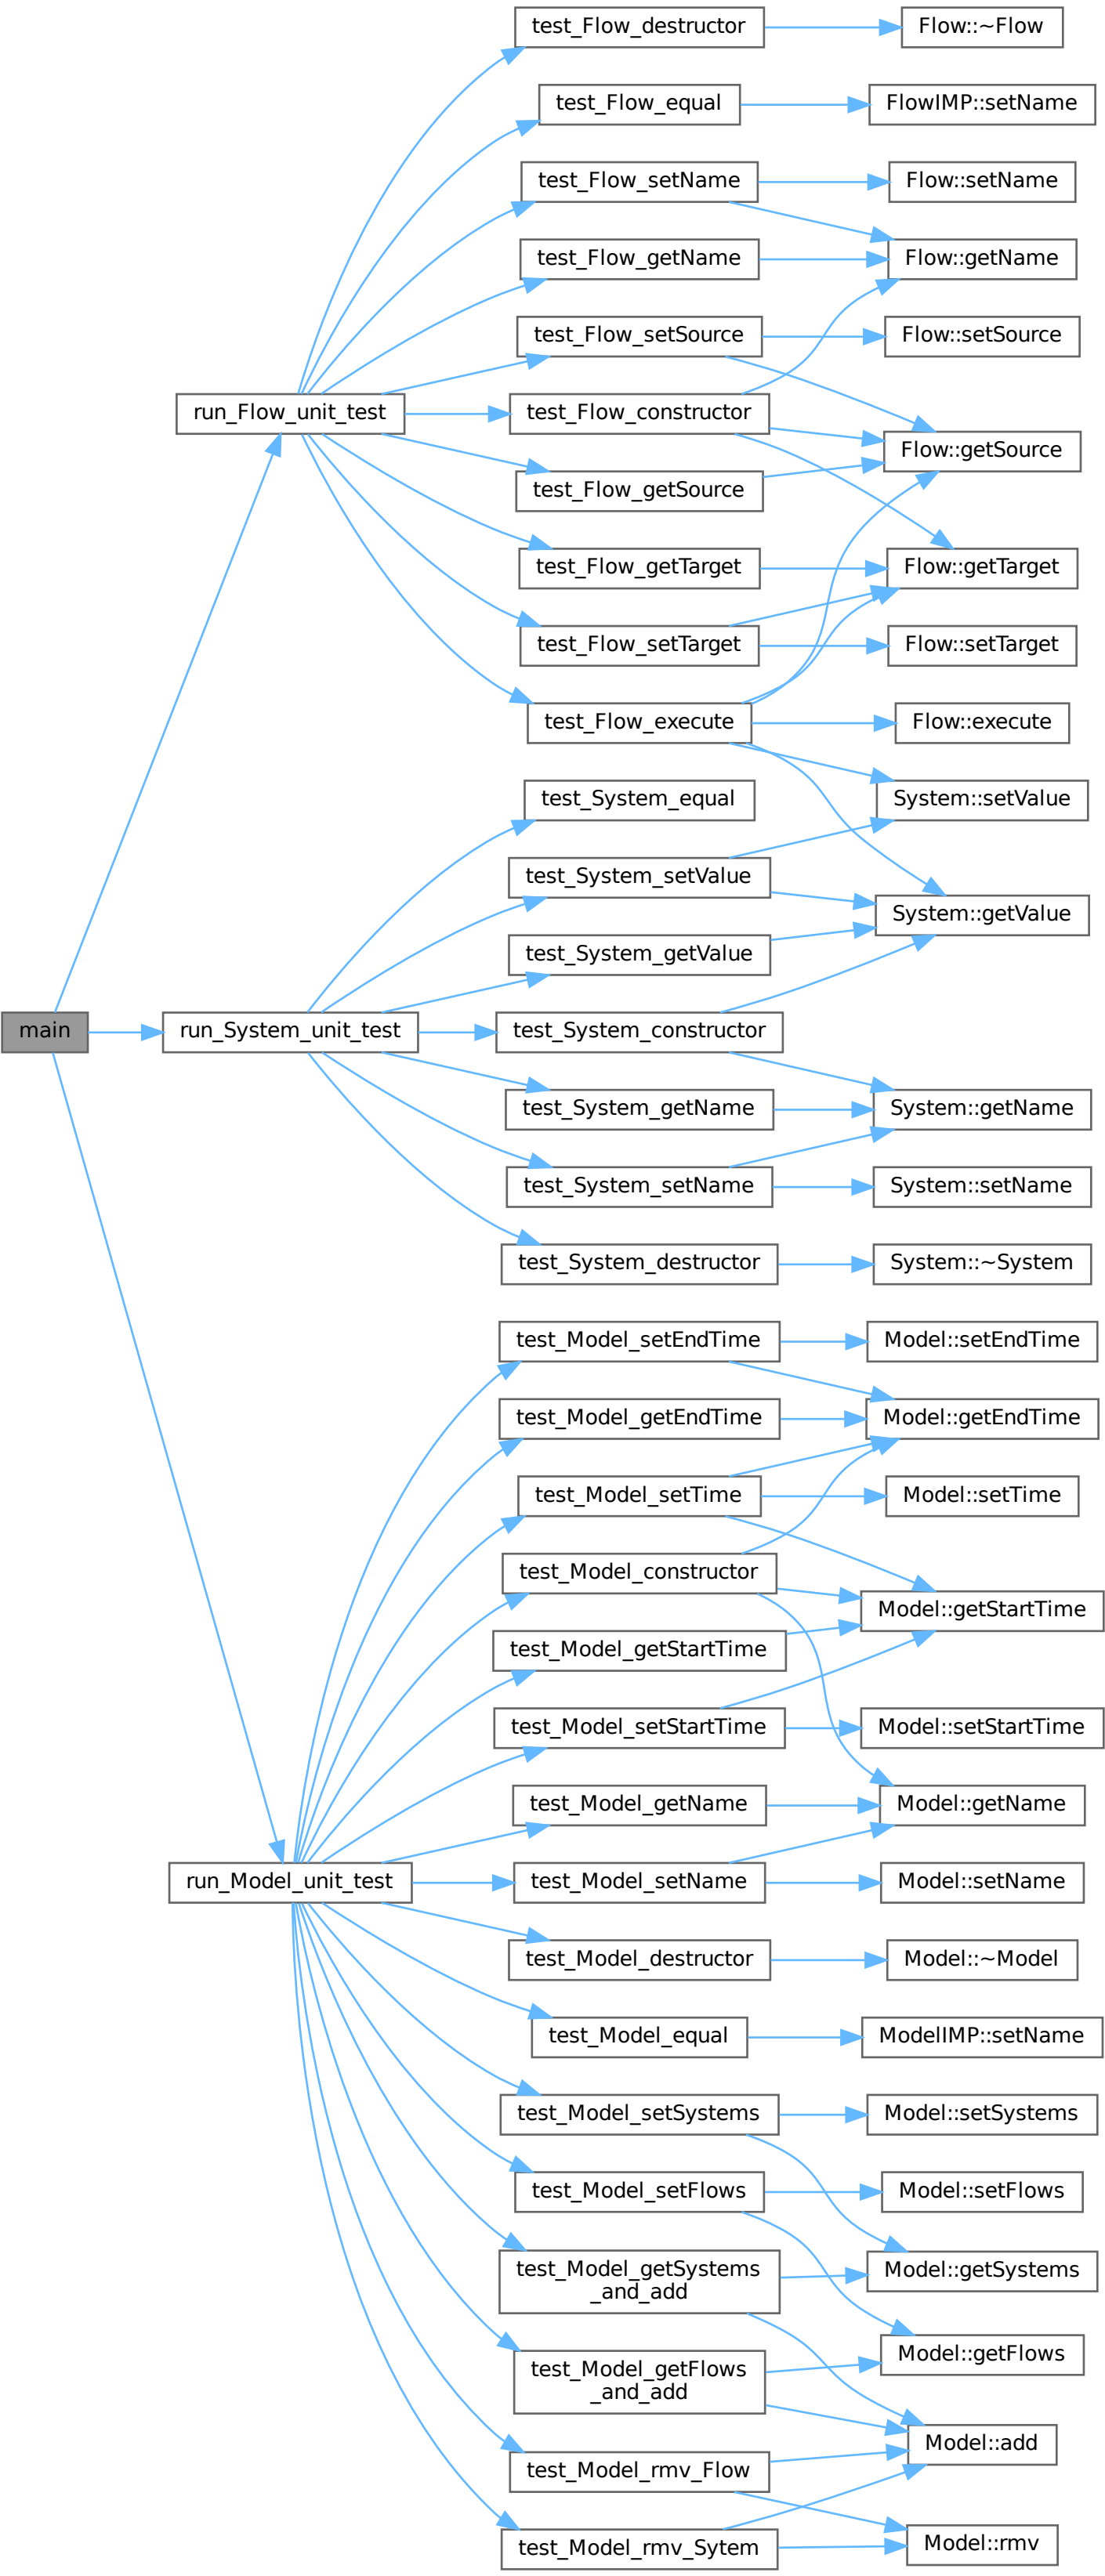 test_Flow_destructor
Flow::~Flow
test_Flow_equal
FlowIMP::setName
test_Flow_setName
Flow::setName
test_Flow_getName
Flow::getName
test_Flow_setSource
Flow::setSource
run_Flow_unit_test
test_Flow_constructor
Flow::getSource
test_Flow_getSource
test_Flow_getTarget
Flow::getTarget
test_Flow_setTarget
Flow::setTarget
test_Flow_execute
Flow::execute
test_System_equal
System::setValue
test_System_setValue
System::getValue
test_System_getValue
main
run_System_unit_test
test_System_constructor
test_System_getName
System::getName
test_System_setName
System::setName
test_System_destructor
System::~System
test_Model_setEndTime
Model::setEndTime
test_Model_getEndTime
Model::getEndTime
test_Model_setTime
Model::setTime
test_Model_constructor
Model::getStartTime
test_Model_getStartTime
test_Model_setStartTime
Model::setStartTime
test_Model_getName
Model::getName
run_Model_unit_test
test_Model_setName
Model::setName
test_Model_destructor
Model::~Model
test_Model_equal
ModelIMP::setName
test_Model_setSystems
Model::setSystems
test_Model_setFlows
Model::setFlows
test_Model_getSystems
_and_add
Model::getSystems
test_Model_getFlows
_and_add
Model::getFlows
Model::add
test_Model_rmv_Flow
Model::rmv
test_Model_rmv_Sytem